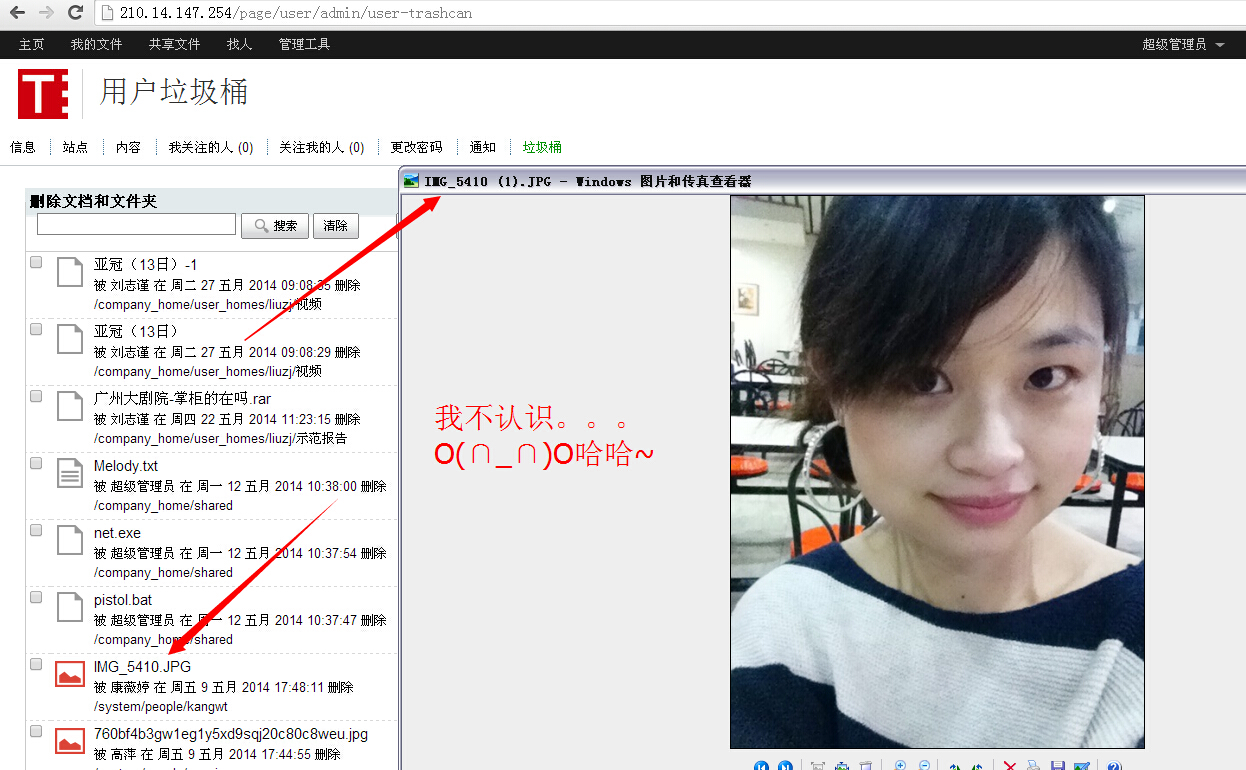 210.14.147.254/page/user/admin/user-trashcan
主页 我的文件 共享文件 找人 管理工具 超级管理员
T
用户垃圾桶
信息 站点 内容 我关注的人 (0) 关注我的人 (0) 更改密码 通知 垃圾桶
IMG_5410 (1).JPG - Windows 图片和传真查看器
删除文档和文件夹
搜索 清除
亚冠（13日）-1
被 刘志谨 在 周二 27 五月 2014 09:08:35 删除
/company_home/user_homes/liuzj/视频
亚冠（13日）
被 刘志谨 在 周二 27 五月 2014 09:08:29 删除
/company_home/user_homes/liuzj/视频
广州大剧院-掌柜的在吗.rar
被 刘志谨 在 周四 22 五月 2014 11:23:15 删除
/company_home/user_homes/liuzj/示范报告
我不认识。。。
O(∩_∩)O哈哈~
Melody.txt
被 超级管理员 在 周一 12 五月 2014 10:38:00 删除
/company_home/shared
net.exe
被 超级管理员 在 周一 12 五月 2014 10:37:54 删除
/company_home/shared
pistol.bat
被 超级管理员 在 周一 12 五月 2014 10:37:47 删除
/company_home/shared
IMG_5410.JPG
被 康薇婷 在 周五 9 五月 2014 17:48:11 删除
/system/people/kangwt
760bf4b3gw1eg1y5xd9sqj20c80c8weu.jpg
被 高萍 在 周五 9 五月 2014 17:44:55 删除